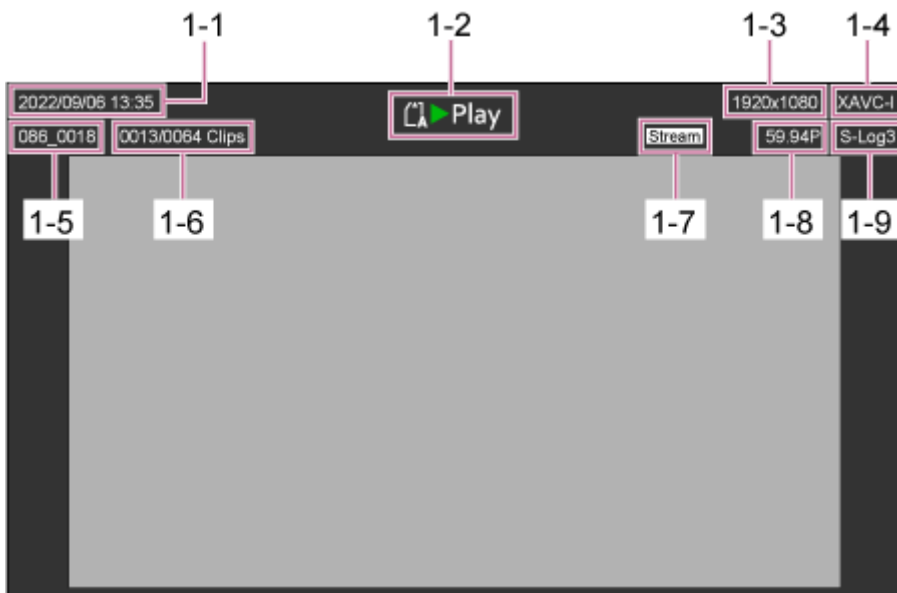 1-1 1-2 1-3 1-4
2022/09/06 13:35 A Play 1920x1080 XAVC-I
086_0018 0013/0064 Clips Stream 59.94P S-Log3
1-5 1-6 1-7 1-8 1-9